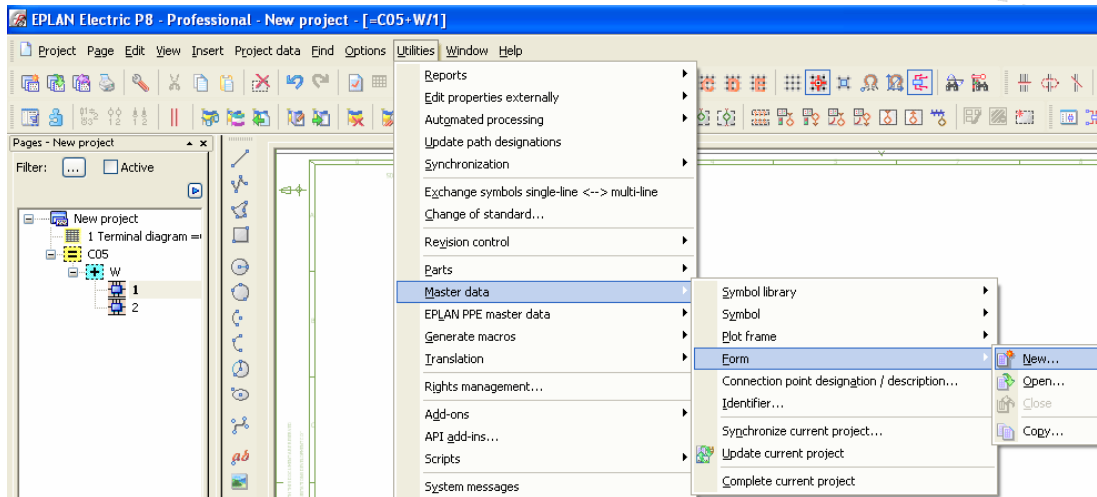 EPLAN Electric P8 - Professional - New project - [=C05+W/1]
Project Page Edit View Insert Project data Find Options Utilities Window Help
Pages - New project
Filter: ... Active
New project
1 Terminal diagram
C05
W
1
2
Reports
Edit properties externally
Automated processing
Update path designations
Synchronization
Exchange symbols single-line <--> multi-line
Change of standard...
Revision control
Parts
Master data
EPLAN PPE master data
Generate macros
Translation
Rights management...
Add-ons
API add-ins...
Scripts
System messages
Symbol library
Symbol
Plot frame
Form
Connection point designation / description...
Identifier...
Synchronize current project...
Update current project
Complete current project
New...
Open...
Close
Copy...